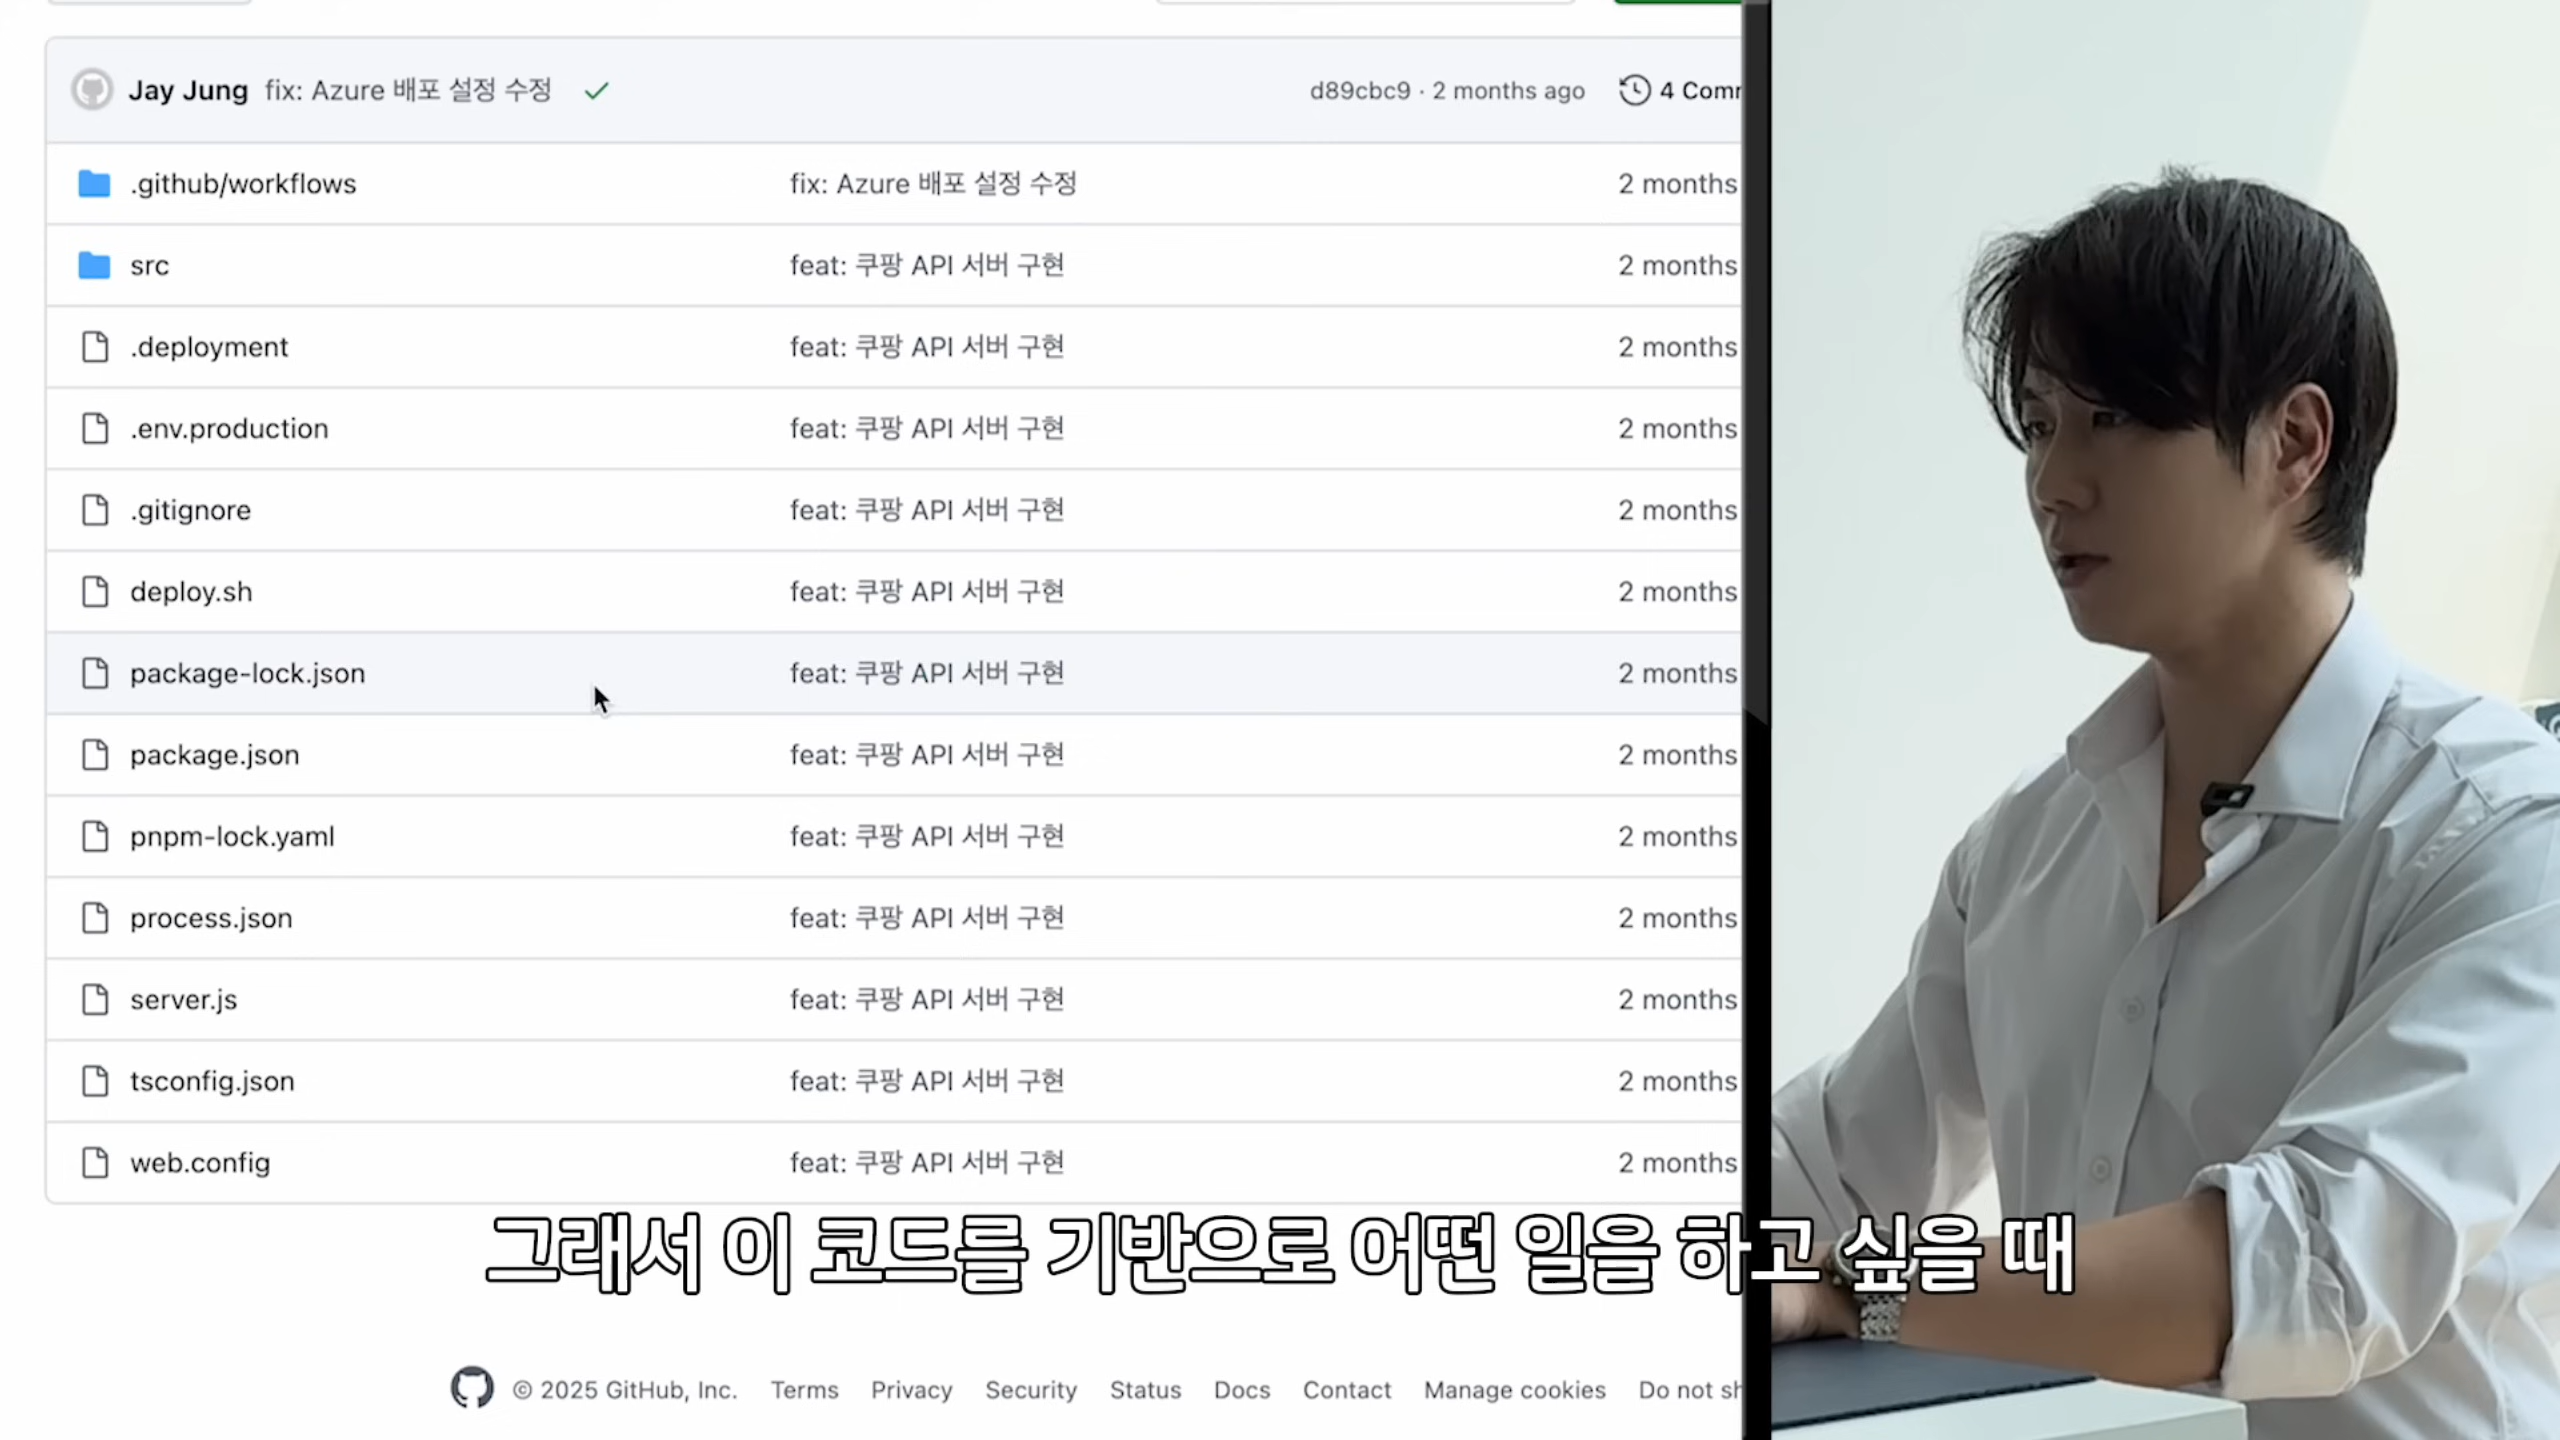 Jay Jung fix: Azure 배포 설정 수정 d89cbc9 · 2 months ago 4
.github/workflows fix: Azure 배포 설정 수정 2 months
src feat: 쿠팡 API 서버 구현 2 months
.deployment feat: 쿠팡 API 서버 구현 2 months
.env.production feat: 쿠팡 API 서버 구현 2 months
.gitignore feat: 쿠팡 API 서버 구현 2 months
deploy.sh feat: 쿠팡 API 서버 구현 2 months
package-lock.json feat: 쿠팡 API 서버 구현 2 months
package.json feat: 쿠팡 API 서버 구현 2 months
pnpm-lock.yaml feat: 쿠팡 API 서버 구현 2 months
process.json feat: 쿠팡 API 서버 구현 2 months
server.js feat: 쿠팡 API 서버 구현 2 months
tsconfig.json feat: 쿠팡 API 서버 구현 2 months
web.config feat: 쿠팡 API 서버 구현 2 months
그래서 이 코드를 기반으로 어떤 일을 하고 싶을 때
© 2025 GitHub, Inc. Terms Privacy Security Status Docs Contact Manage cookies Do not